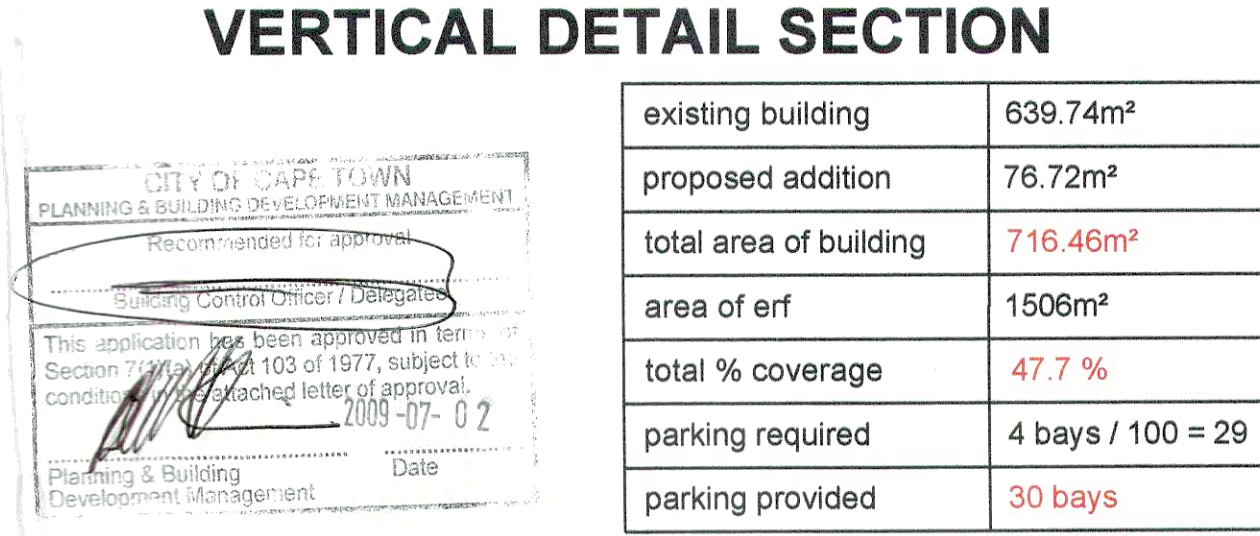 VERTICAL DETAIL SECTION
CITY OF CAPE TOWN
PLANNING & BUILDING DEVELOPMENT MANAGEMENT
Recommended for approval
Building Control Officer / Delegated
This application has been approved in terms of
Section 7(1)(a) of Act 103 of 1977, subject to the
conditions in the attached letter of approval.
2009-07-02
Planning & Building
Development Management
Date
existing building 639.74m²
proposed addition 76.72m²
total area of building 716.46m²
area of erf 1506m²
total % coverage 47.7 %
parking required 4 bays / 100 = 29
parking provided 30 bays